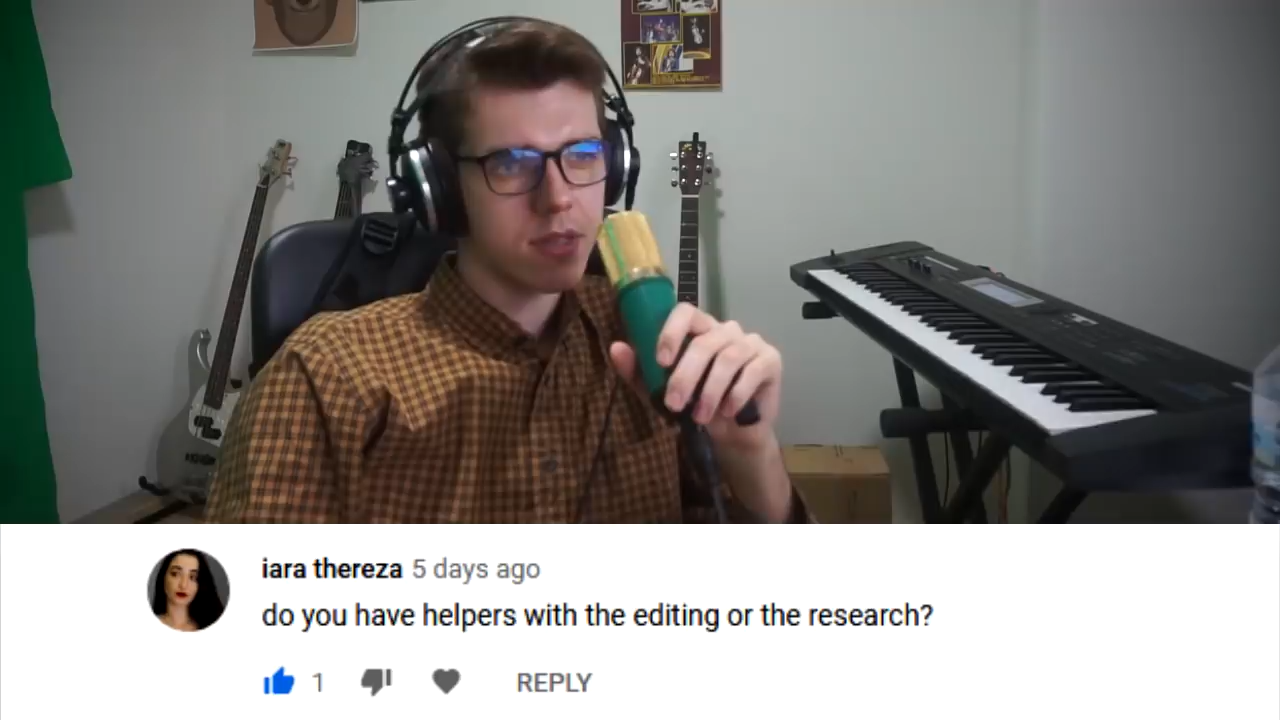 iara thereza 5 days ago
do you have helpers with the editing or the research?
1
REPLY